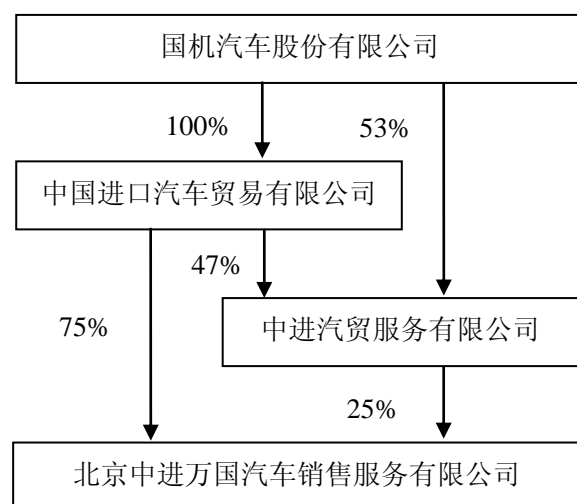 国机汽车股份有限公司
100%
53%
中国进口汽车贸易有限公司
47%
75%
中进汽贸服务有限公司
25%
北京中进万国汽车销售服务有限公司